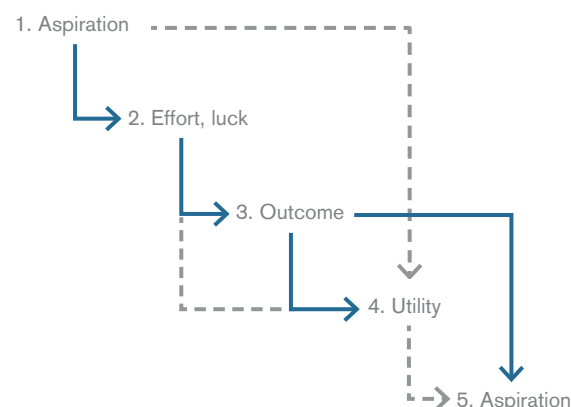 1. Aspiration
2. Effort, luck
3. Outcome
4. Utility
5. Aspiration